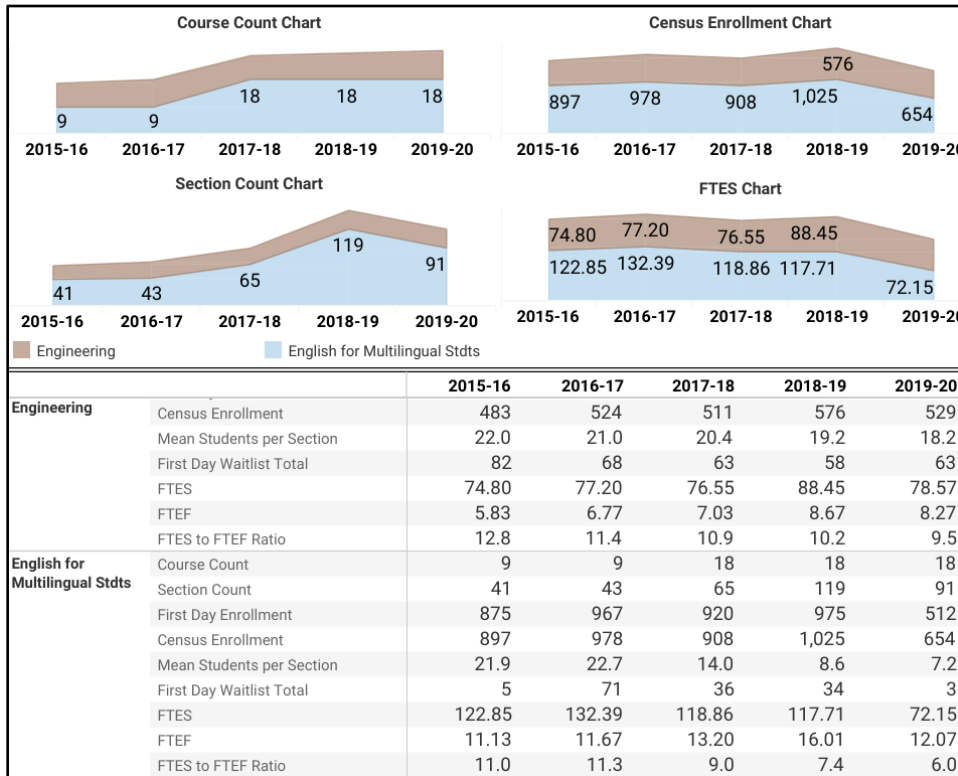 Course Count Chart
9 9 18 18 18
2015-16 2016-17 2017-18 2018-19 2019-20
Census Enrollment Chart
576
897 978 908 1,025 654
2015-16 2016-17 2017-18 2018-19 2019-20
Section Count Chart
41 43 65 119 91
2015-16 2016-17 2017-18 2018-19 2019-20
FTES Chart
74.80 77.20 76.55 88.45
122.85 132.39 118.86 117.71 72.15
2015-16 2016-17 2017-18 2018-19 2019-20
Engineering English for Multilingual Stdts
2015-16 2016-17 2017-18 2018-19 2019-20
Engineering
Census Enrollment 483 524 511 576 529
Mean Students per Section 22.0 21.0 20.4 19.2 18.2
First Day Waitlist Total 82 68 63 58 63
FTES 74.80 77.20 76.55 88.45 78.57
FTEF 5.83 6.77 7.03 8.67 8.27
FTES to FTEF Ratio 12.8 11.4 10.9 10.2 9.5
English for
Multilingual Stdts
Course Count 9 9 18 18 18
Section Count 41 43 65 119 91
First Day Enrollment 875 967 920 975 512
Census Enrollment 897 978 908 1,025 654
Mean Students per Section 21.9 22.7 14.0 8.6 7.2
First Day Waitlist Total 5 71 36 34 3
FTES 122.85 132.39 118.86 117.71 72.15
FTEF 11.13 11.67 13.20 16.01 12.07
FTES to FTEF Ratio 11.0 11.3 9.0 7.4 6.0